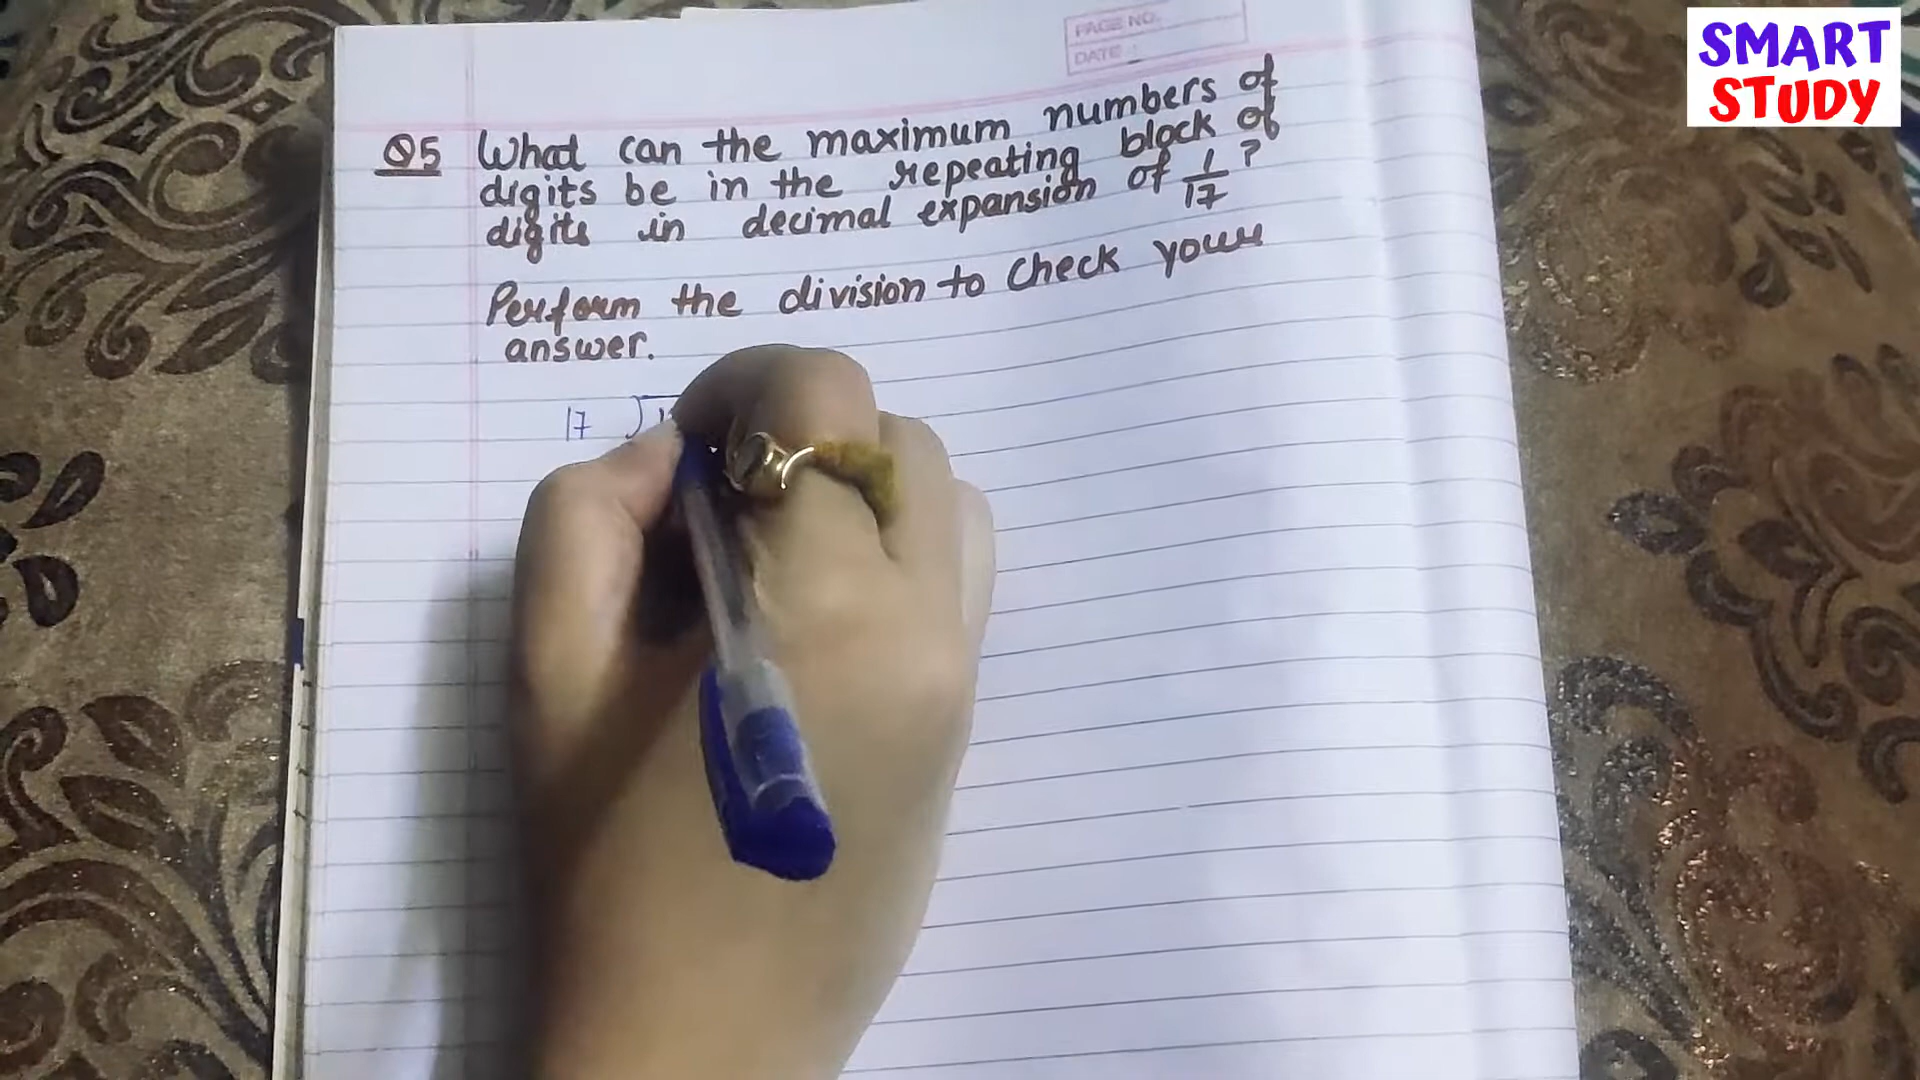 SMART
STUDY
PAGE NO.
DATE :
Q5 What can the maximum numbers of
digits be in the repeating block of
digits in decimal expansion of 1/17 ?
Perform the division to check your
answer.
17